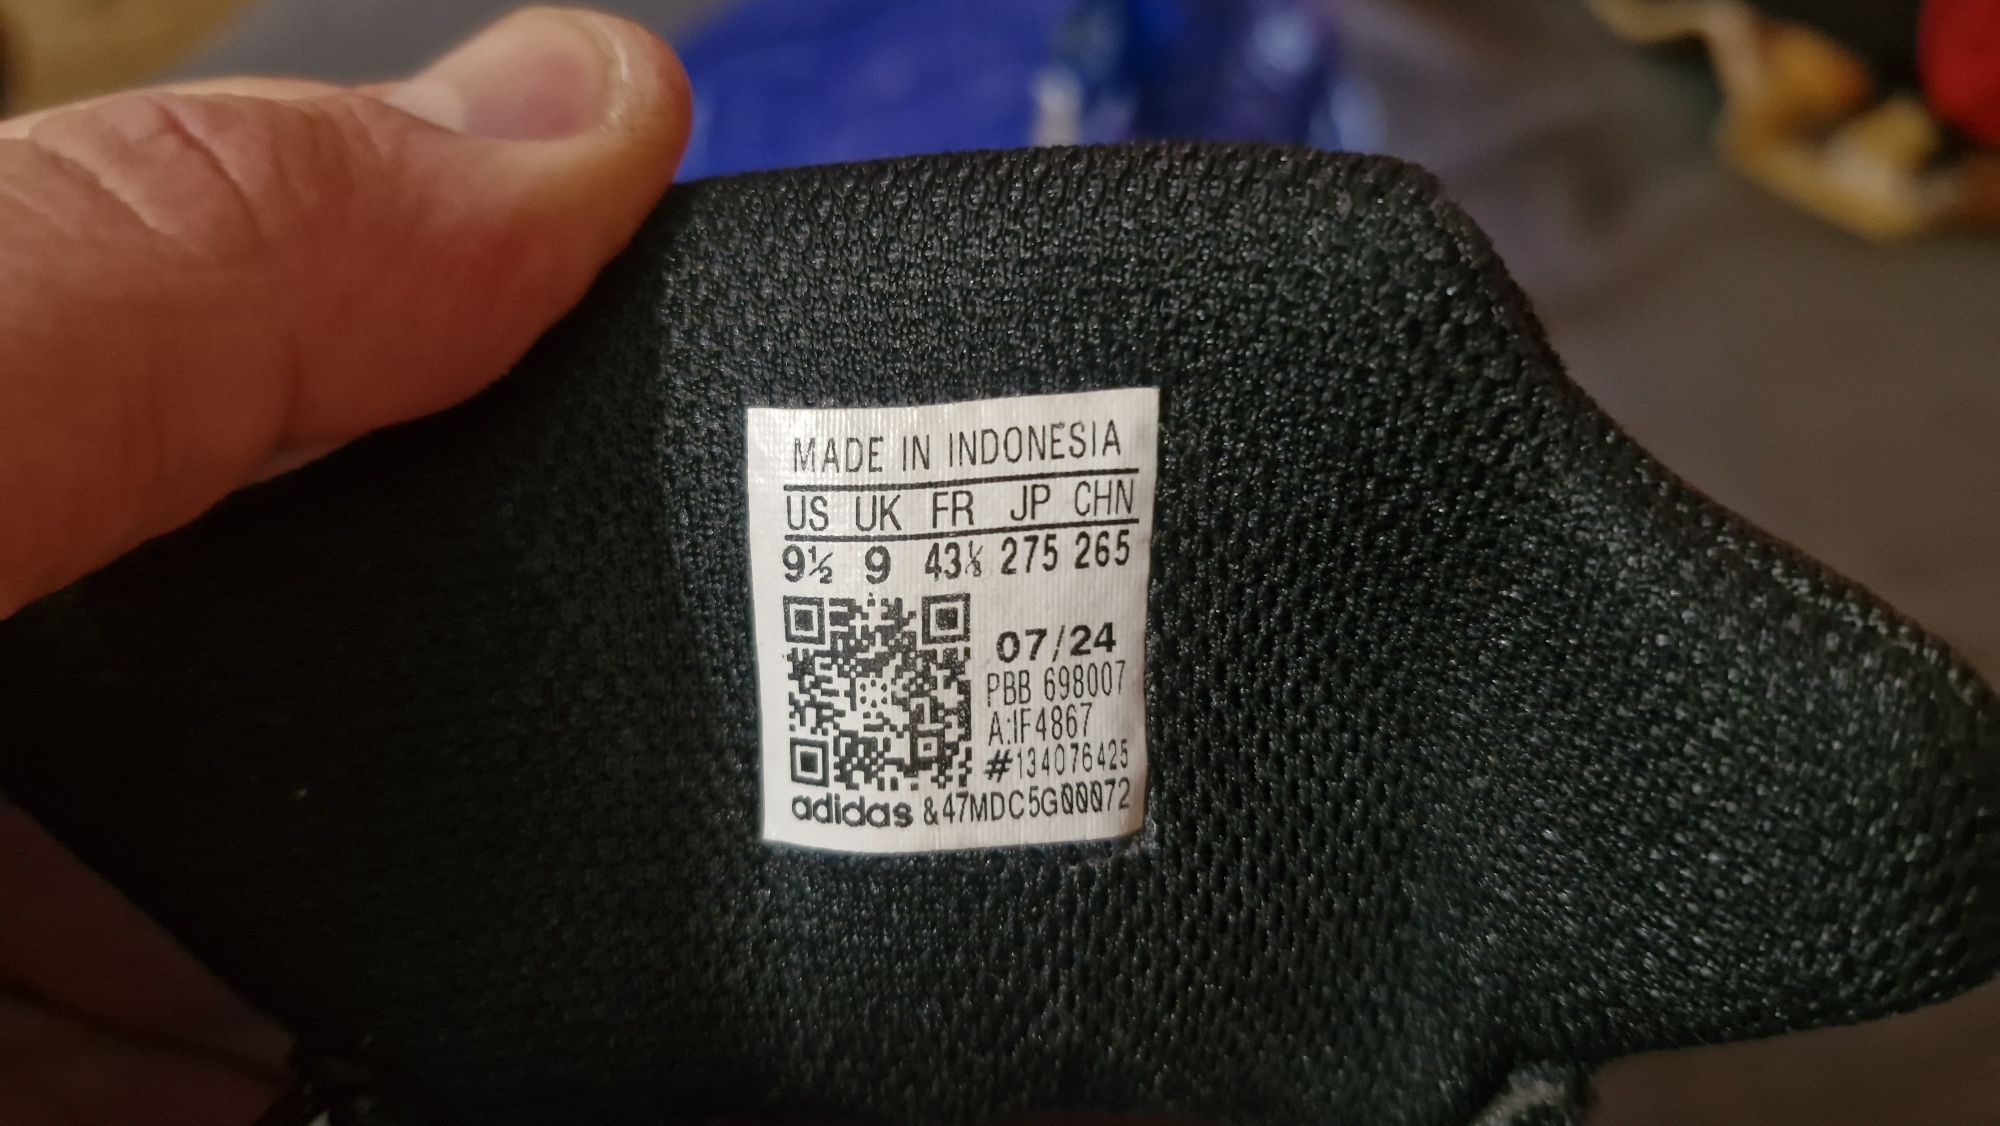 MADE IN INDONESIA
US UK FR JP CHN
9½ 9 43⅓ 275 265
07/24
PBB 698007
A:IF4867
#134076425
adidas &47MDC5G00072